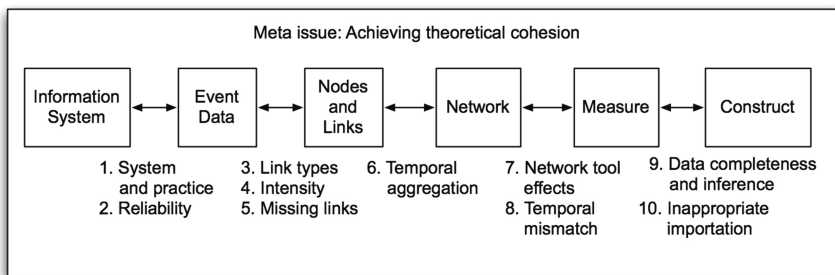 Meta issue: Achieving theoretical cohesion
Information
System
Event
Data
Nodes
and
Links
Network
Measure
Construct
1. System
and practice
2. Reliability
3. Link types
4. Intensity
5. Missing links
6. Temporal
aggregation
7. Network tool
effects
8. Temporal
mismatch
9. Data completeness
and inference
10. Inappropriate
importation